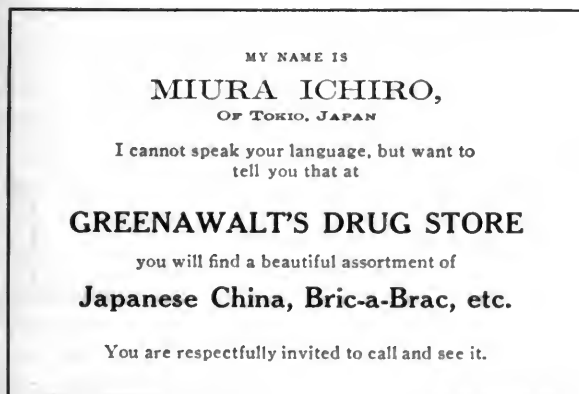 MY NAME IS
MIURA ICHIRO,
OF TOKIO, JAPAN
I cannot speak your language, but want to
tell you that at
GREENAWALT'S DRUG STORE
you will find a beautiful assortment of
Japanese China, Bric-a-Brac, etc.
You are respectfully invited to call and see it.